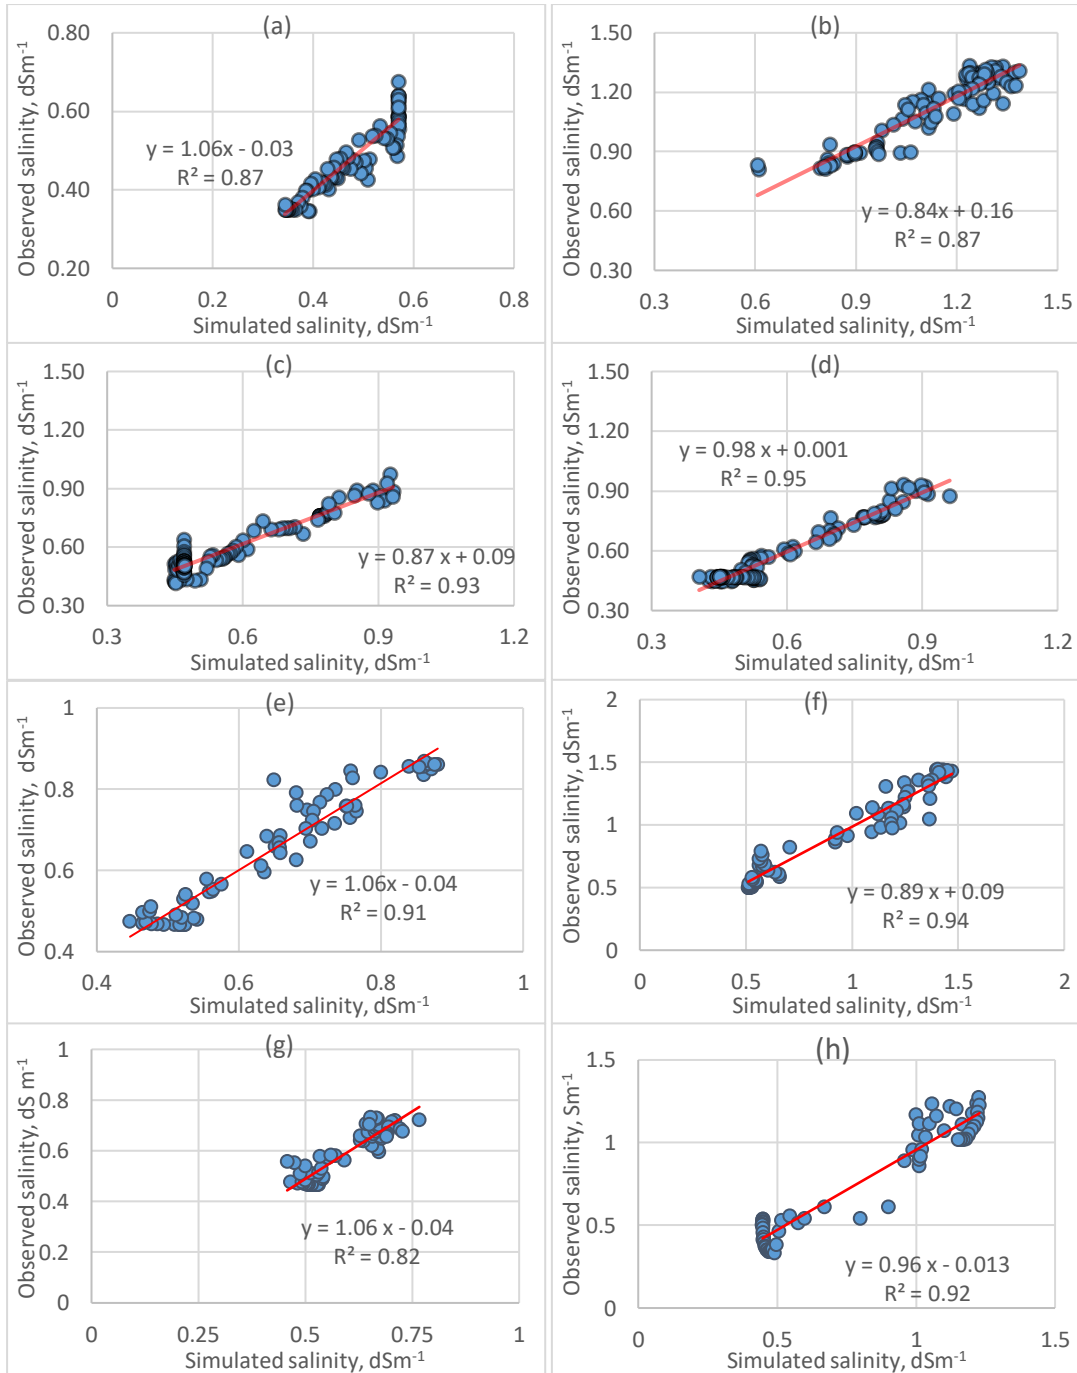 (a)
Observed salinity, dSm⁻¹
0.80
0.60
0.40
0.20
y = 1.06x - 0.03
R² = 0.87
0 0.2 0.4 0.6 0.8
Simulated salinity, dSm⁻¹
(b)
Observed salinity, dSm⁻¹
1.50
1.20
0.90
0.60
0.30
y = 0.84x + 0.16
R² = 0.87
0.3 0.6 0.9 1.2 1.5
Simulated salinity, dSm⁻¹
(c)
Observed salinity, dSm⁻¹
1.50
1.20
0.90
0.60
0.30
y = 0.87x + 0.09
R² = 0.93
0.3 0.6 0.9 1.2
Simulated salinity, dSm⁻¹
(d)
Observed salinity, dSm⁻¹
1.50
1.20
0.90
0.60
0.30
y = 0.98 x + 0.001
R² = 0.95
0.3 0.6 0.9 1.2
Simulated salinity, dSm⁻¹
(e)
Observed salinity, dSm⁻¹
1
0.8
0.6
0.4
y = 1.06x - 0.04
R² = 0.91
0.4 0.6 0.8 1
Simulated salinity, dSm⁻¹
(f)
Observed salinity, dSm⁻¹
2
1.5
1
0.5
0
y = 0.89x + 0.09
R² = 0.94
0 0.5 1 1.5 2
Simulated salinity, dSm⁻¹
(g)
Observed salinity, dS m⁻¹
1
0.8
0.6
0.4
0.2
0
y = 1.06 x - 0.04
R² = 0.82
0 0.25 0.5 0.75 1
Simulated salinity, dSm⁻¹
(h)
Observed salinity, Sm⁻¹
1.5
1
0.5
0
y = 0.96 x - 0.013
R² = 0.92
0 0.5 1 1.5
Simulated salinity, dSm⁻¹